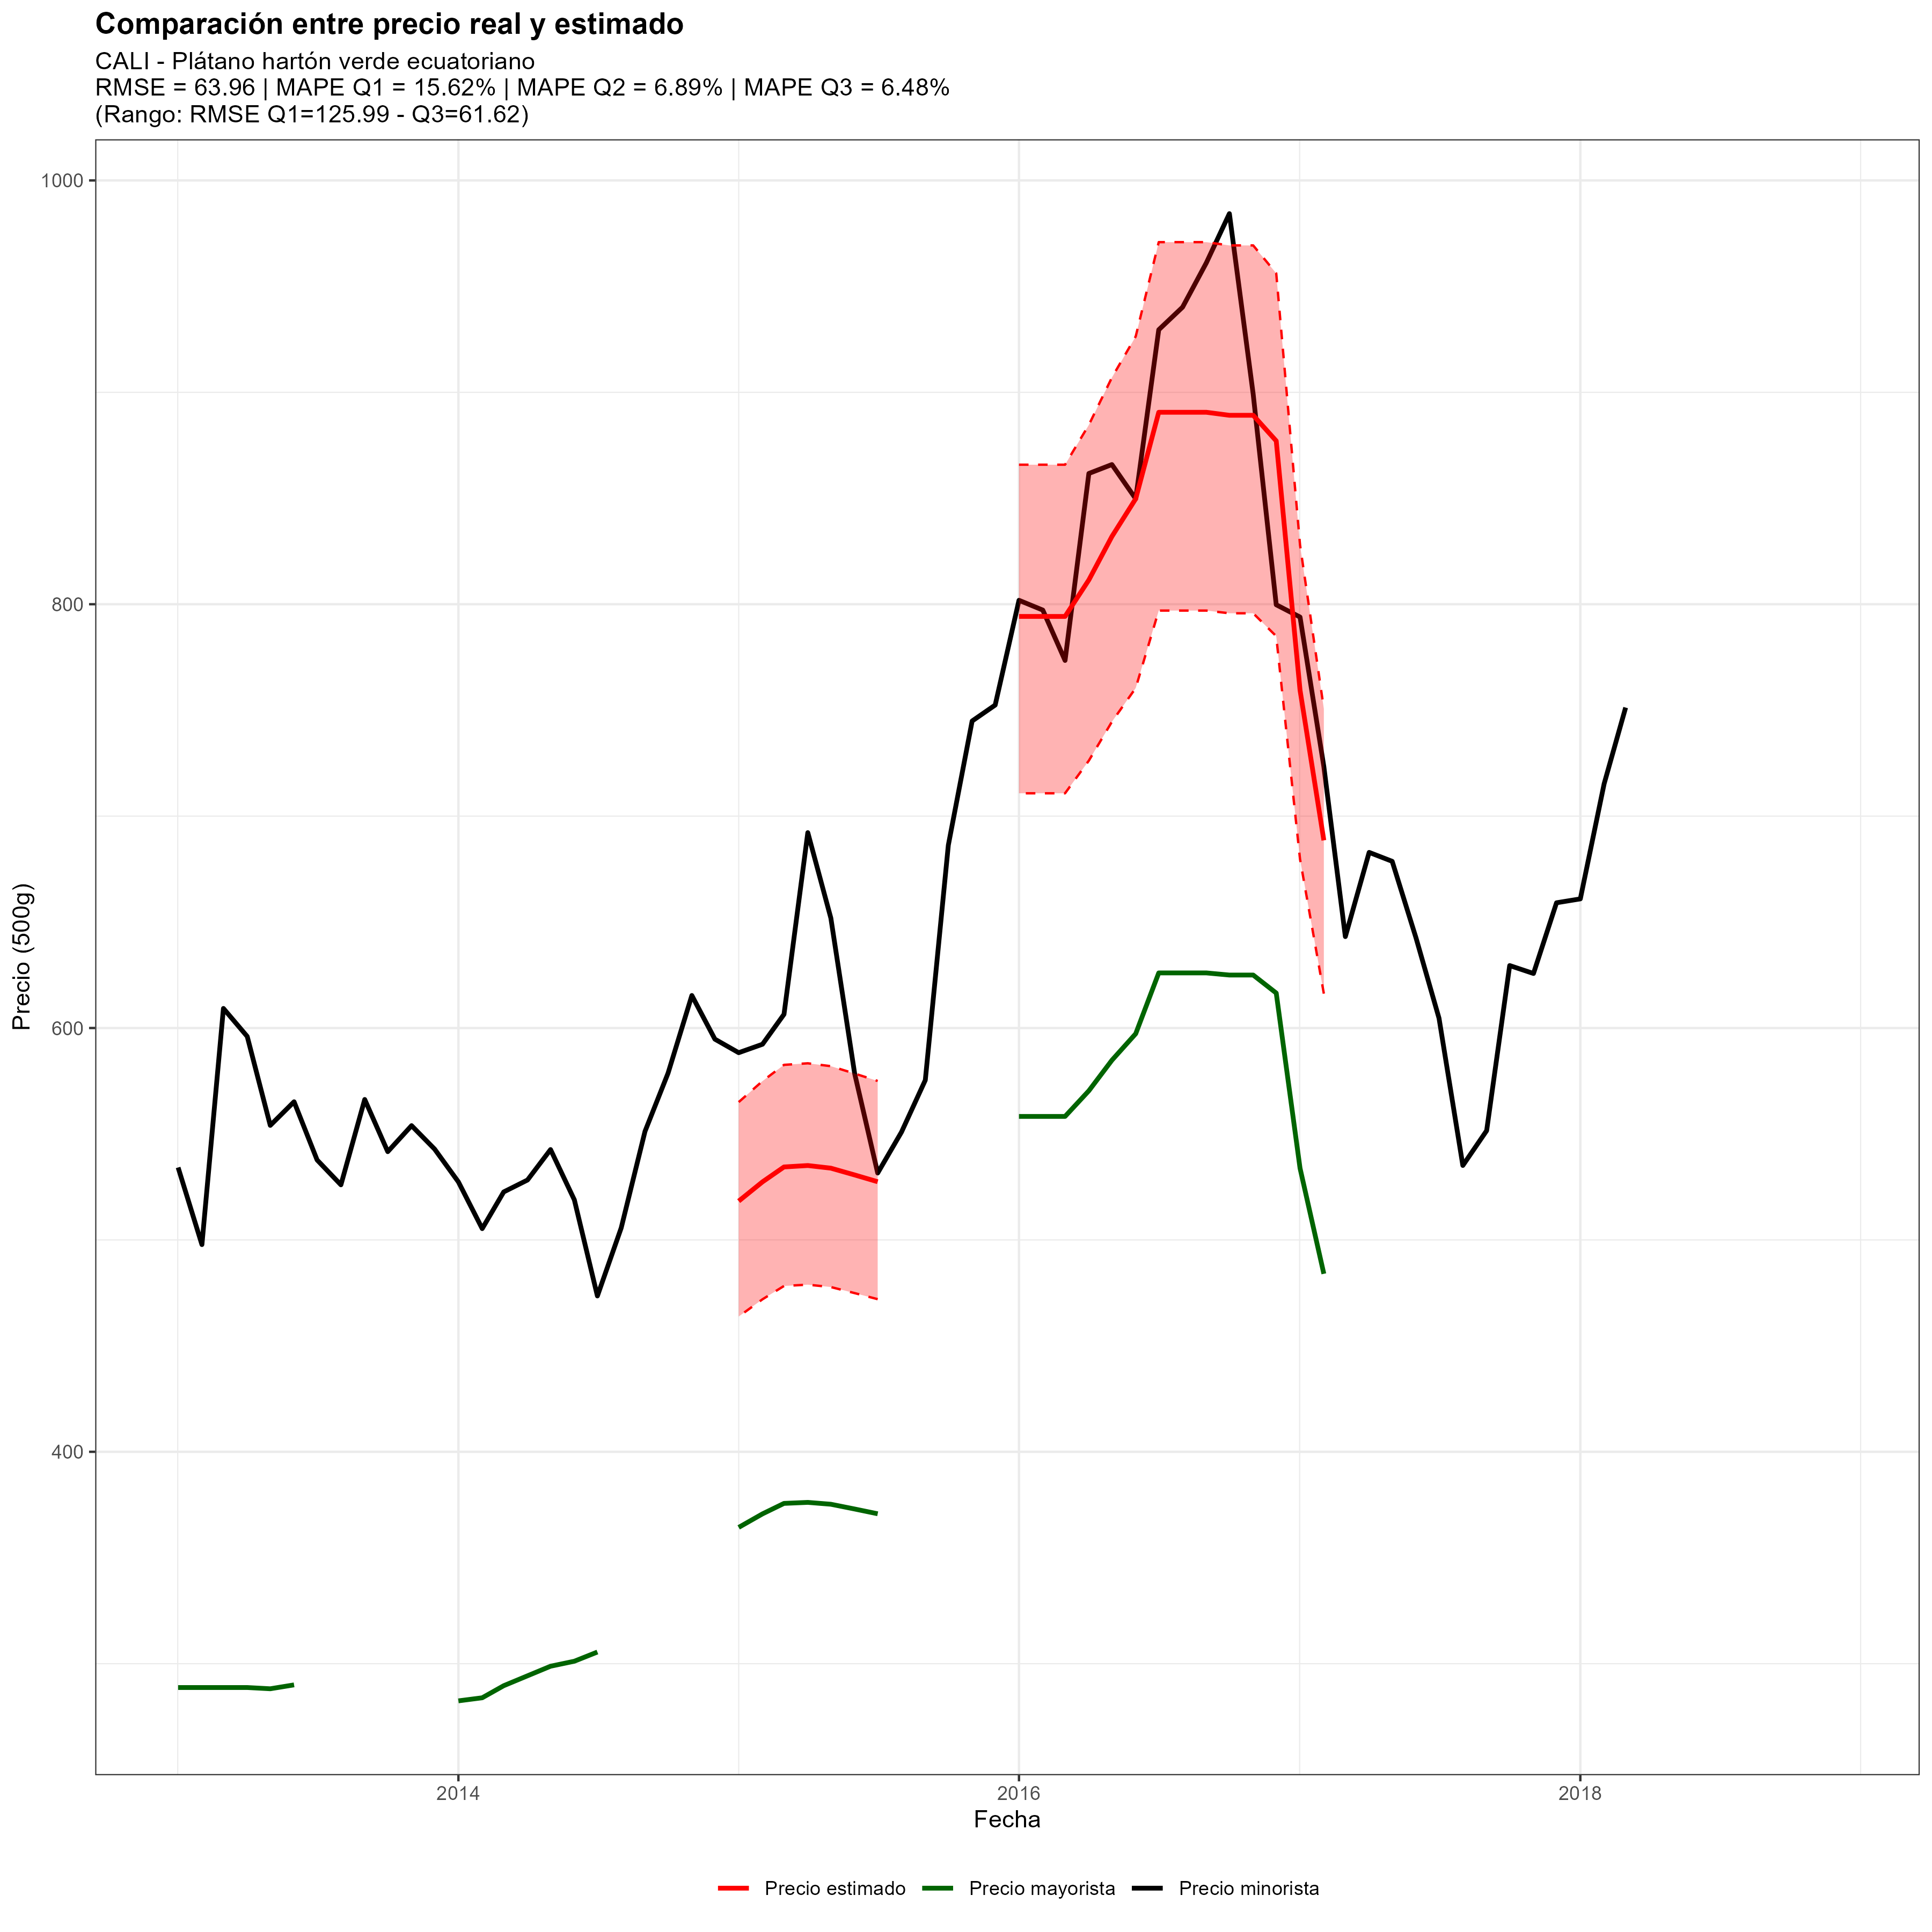 Comparación entre precio real y estimado
CALI - Plátano hartón verde ecuatoriano
RMSE = 63.96 | MAPE Q1 = 15.62% | MAPE Q2 = 6.89% | MAPE Q3 = 6.48%
(Rango: RMSE Q1=125.99 - Q3=61.62)
1000
800
600
400
Precio (500g)
2014
2016
2018
Fecha
Precio estimado
Precio mayorista
Precio minorista